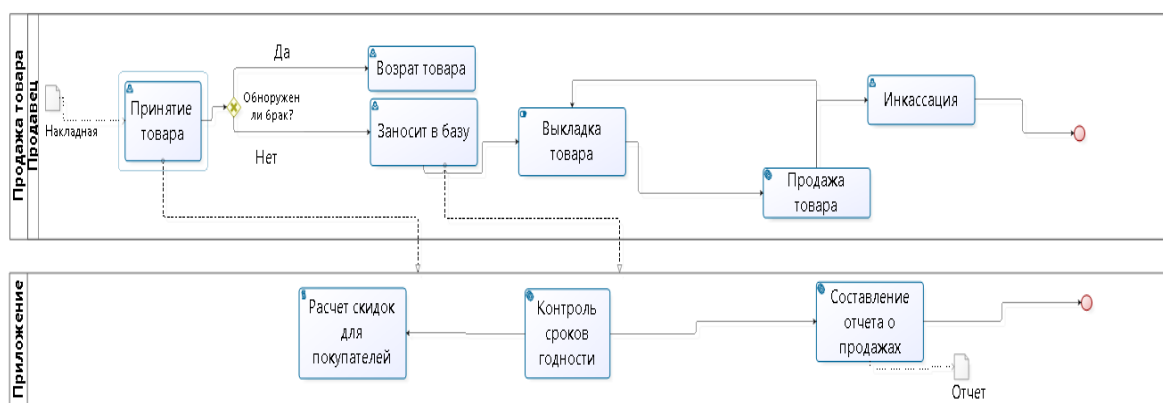 Продажа товара
Продавец
Накладная
Принятие
товара
Да
Обноружен
ли брак?
Нет
Возрат товара
Заносит в базу
Выкладка
товара
Продажа
товара
Инкассация
Приложение
Расчет скидок
для
покупателей
Контроль
сроков
годности
Составление
отчета о
продажах
Отчет